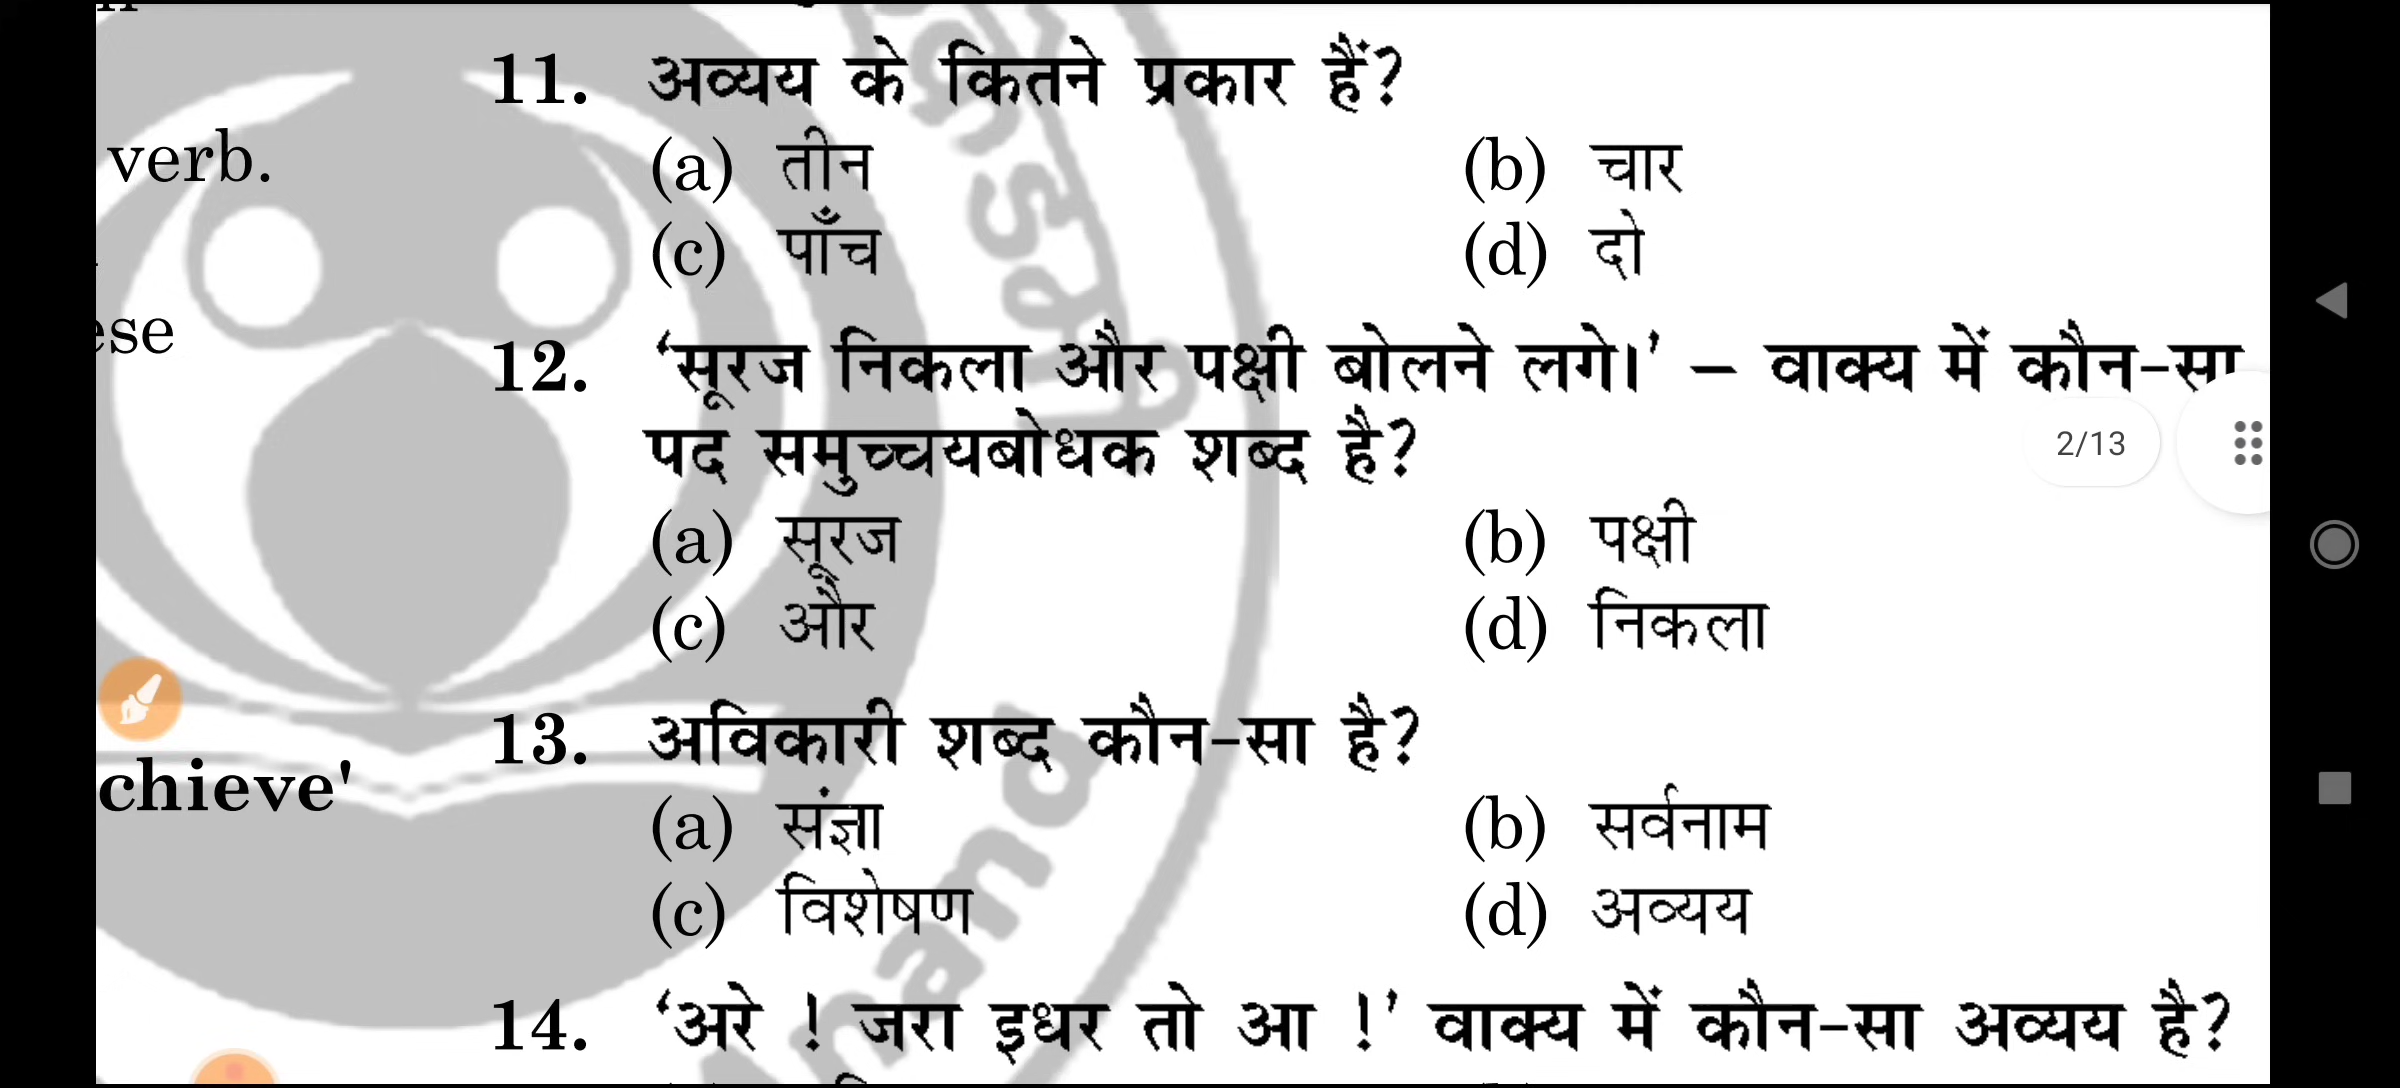 verb.
ese
chieve'
11. अव्यय के कितने प्रकार हैं?
(a) तीन (b) चार
(c) पाँच (d) दो
12. ‘सूरज निकला और पक्षी बोलने लगे।’ – वाक्य में कौन-सा
पद समुच्चयबोधक शब्द है?
2/13
(a) सूरज (b) पक्षी
(c) और (d) निकला
13. अविकारी शब्द कौन-सा है?
(a) संज्ञा (b) सर्वनाम
(c) विशेषण (d) अव्यय
14. ‘अरे ! जरा इधर तो आ !’ वाक्य में कौन-सा अव्यय है?